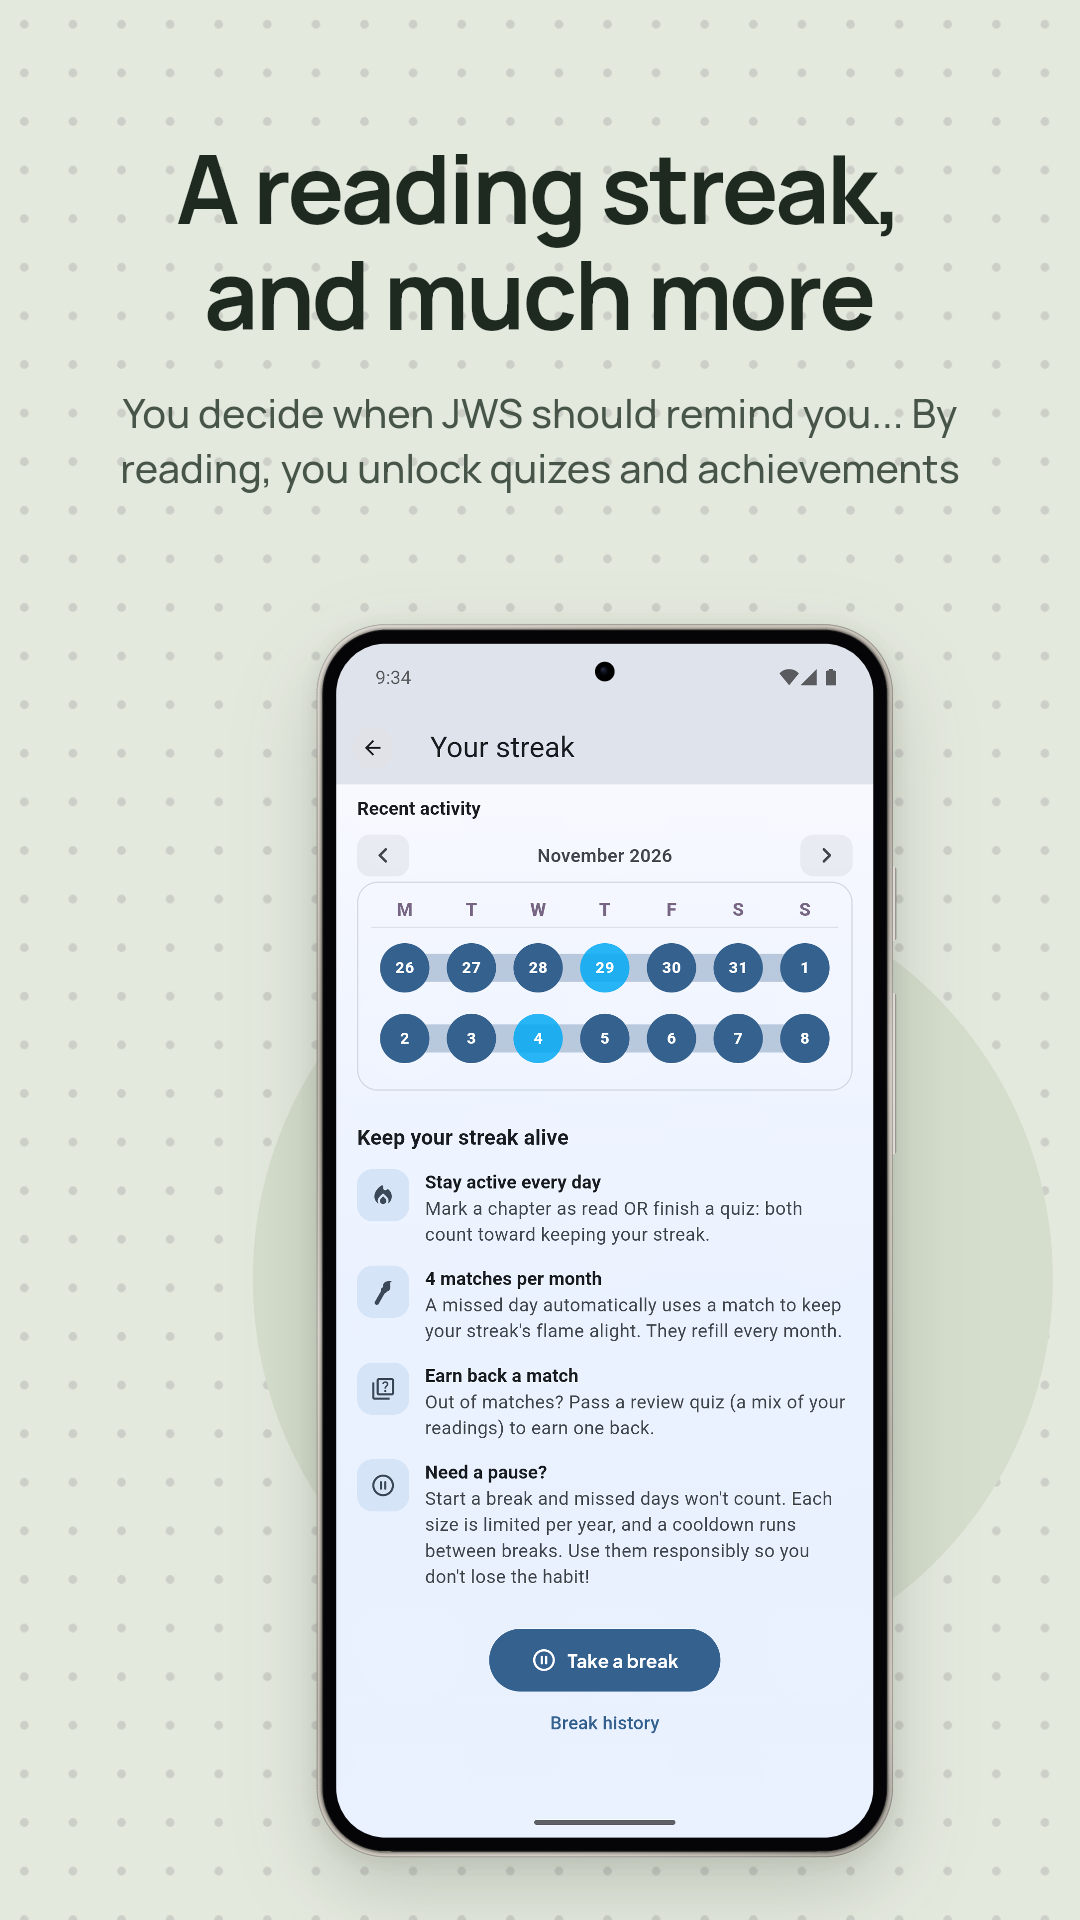 A reading streak,
and much more
You decide when JWS should remind you... By
reading, you unlock quizes and achievements
9:34
Your streak
Recent activity
November 2026
M T W T F S S
26 27 28 29 30 31 1
2 3 4 5 6 7 8
Keep your streak alive
Stay active every day
Mark a chapter as read OR finish a quiz: both
count toward keeping your streak.
4 matches per month
A missed day automatically uses a match to keep
your streak's flame alight. They refill every month.
Earn back a match
Out of matches? Pass a review quiz (a mix of your
readings) to earn one back.
Need a pause?
Start a break and missed days won't count. Each
size is limited per year, and a cooldown runs
between breaks. Use them responsibly so you
don't lose the habit!
Take a break
Break history